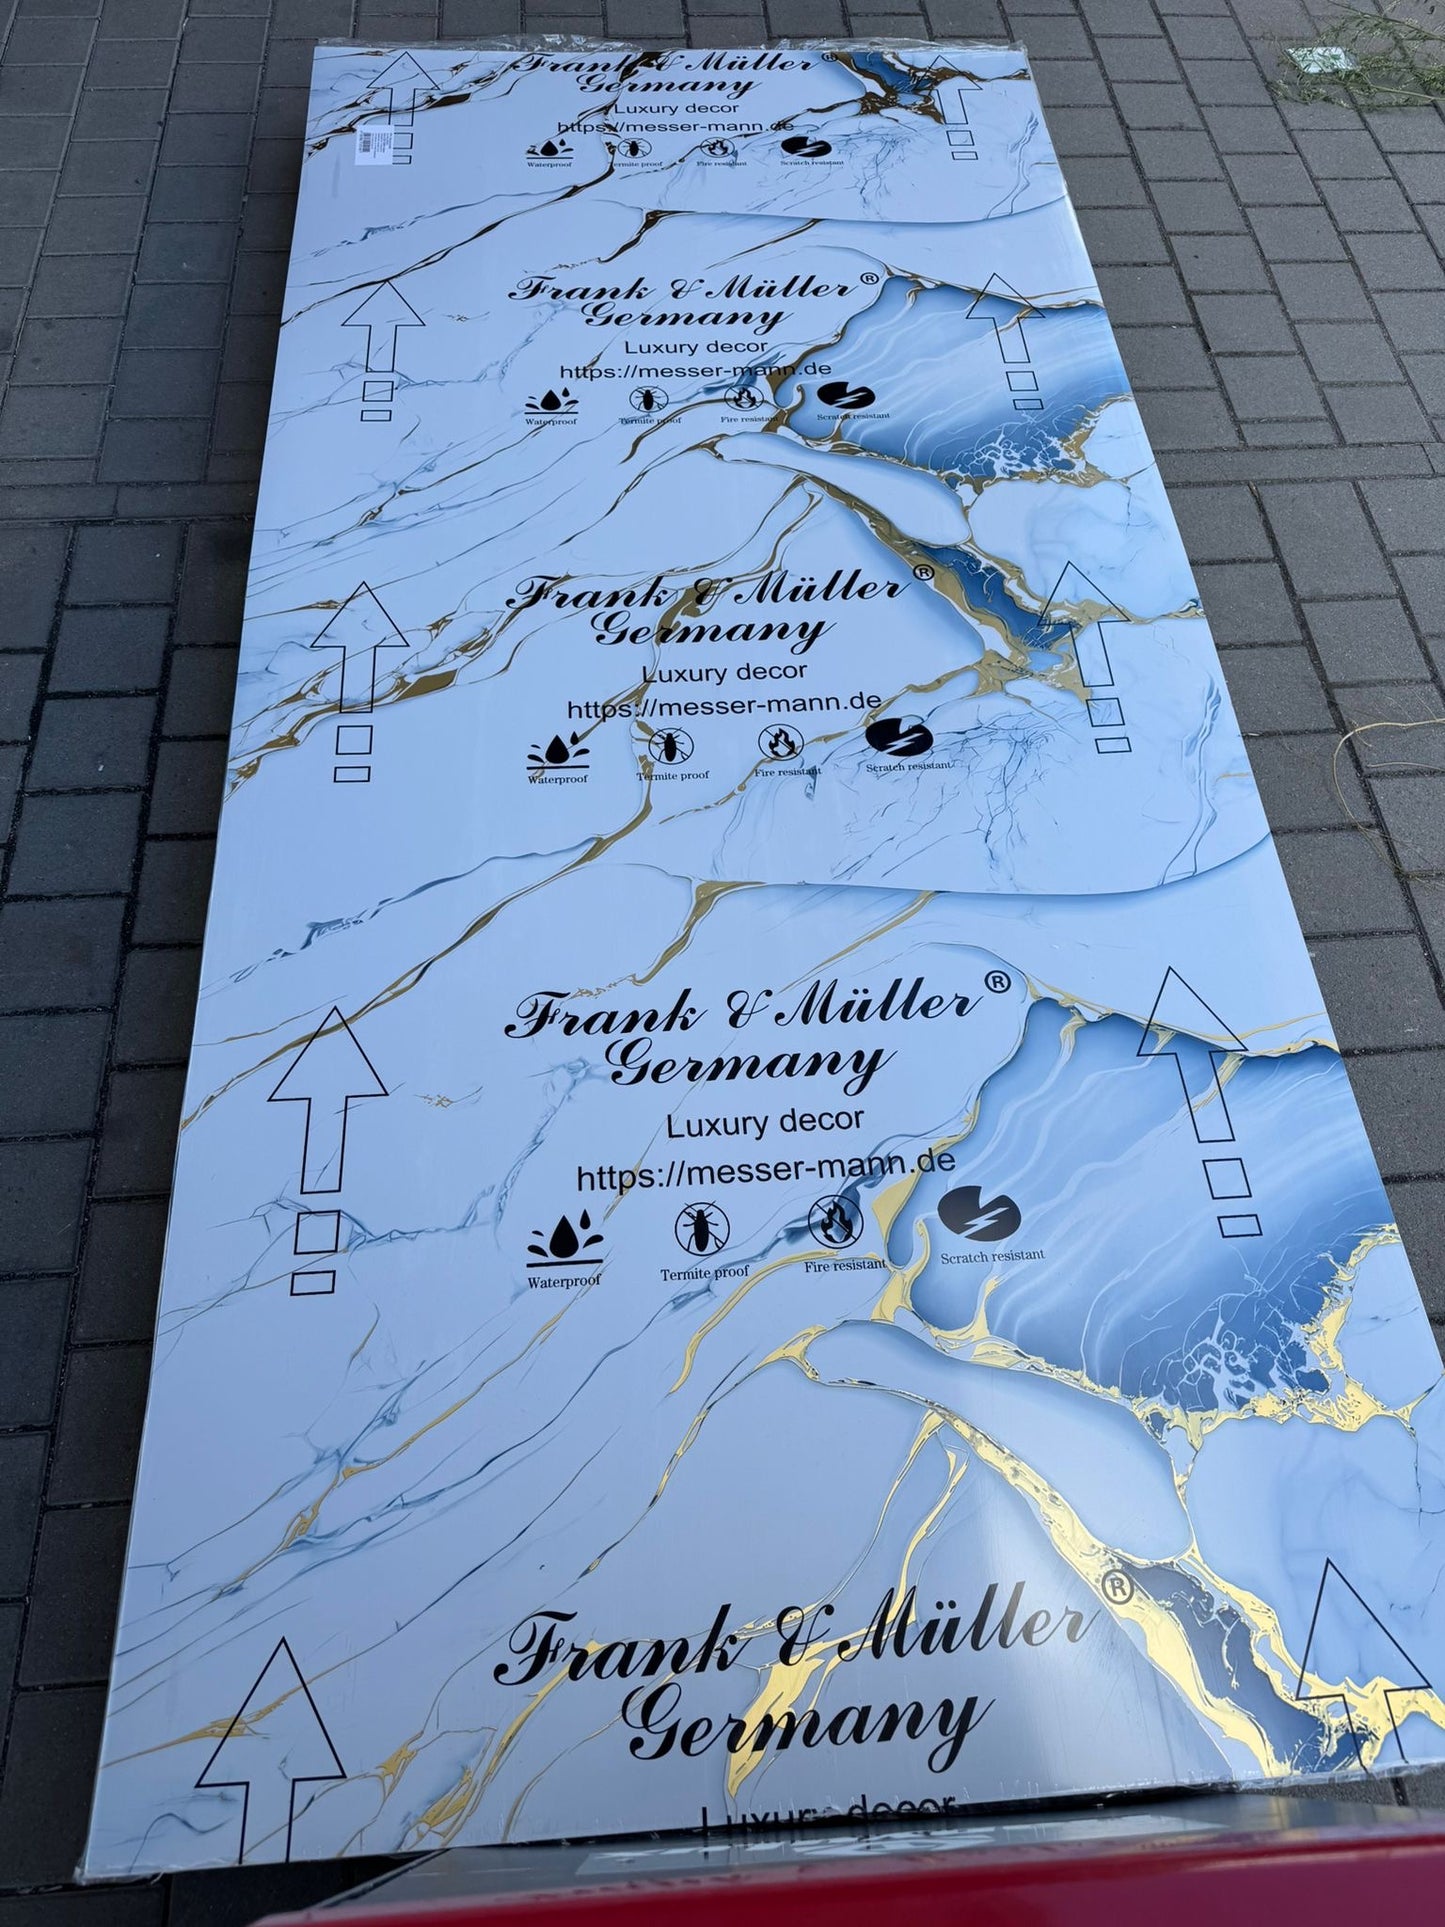 Frank & Müller®
Germany
Luxury decor
https://messer-mann.de
Waterproof
Termite proof
Fire resistant
Scratch resistant
Frank & Müller®
Germany
Luxury decor
https://messer-mann.de
Waterproof
Termite proof
Fire resistant
Scratch resistant
Frank & Müller®
Germany
Luxury decor
https://messer-mann.de
Waterproof
Termite proof
Fire resistant
Scratch resistant
Frank & Müller®
Germany
Luxury decor
https://messer-mann.de
Waterproof
Termite proof
Fire resistant
Scratch resistant
Frank & Müller®
Germany
Luxury decor